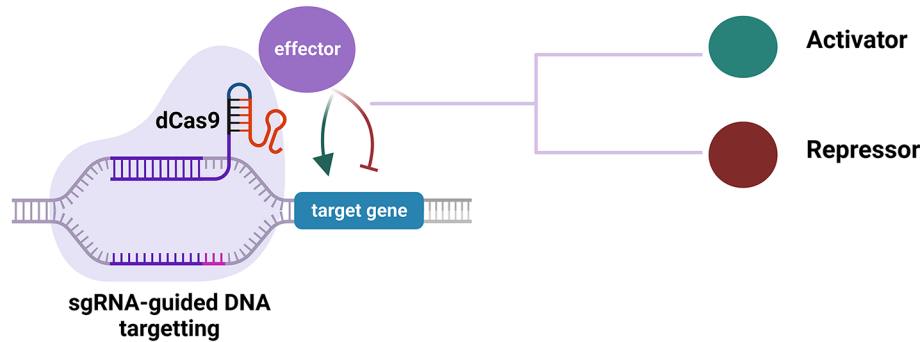 effector
Activator
dCas9
Repressor
target gene
sgRNA-guided DNA
targetting